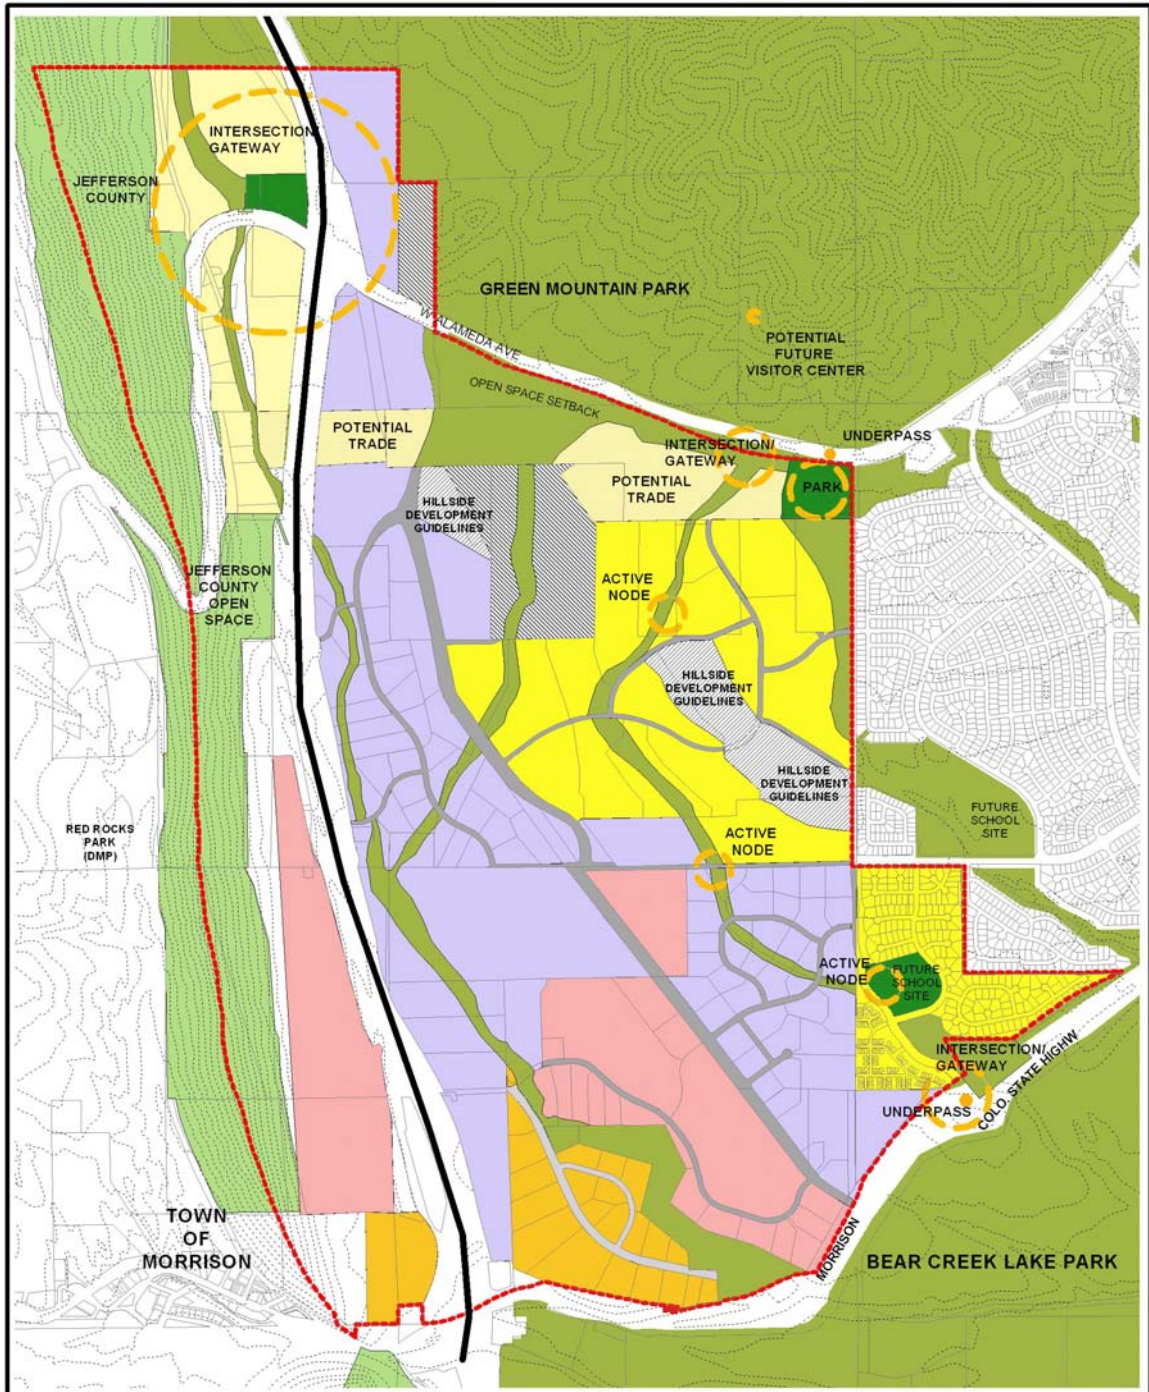 INTERSECTION/
GATEWAY
JEFFERSON
COUNTY
GREEN MOUNTAIN PARK
W ALAMEDA AVE
POTENTIAL
FUTURE
VISITOR CENTER
OPEN SPACE SETBACK
POTENTIAL
TRADE
INTERSECTION/
GATEWAY
UNDERPASS
POTENTIAL
TRADE
PARK
HILLSIDE
DEVELOPMENT
GUIDELINES
JEFFERSON
COUNTY
OPEN
SPACE
ACTIVE
NODE
HILLSIDE
DEVELOPMENT
GUIDELINES
HILLSIDE
DEVELOPMENT
GUIDELINES
FUTURE
SCHOOL
SITE
RED ROCKS
PARK
(DMP)
ACTIVE
NODE
ACTIVE
NODE
FUTURE
SCHOOL
SITE
INTERSECTION/
GATEWAY
UNDERPASS
COLO. STATE HIGHW
MORRISON
TOWN
OF
MORRISON
BEAR CREEK LAKE PARK